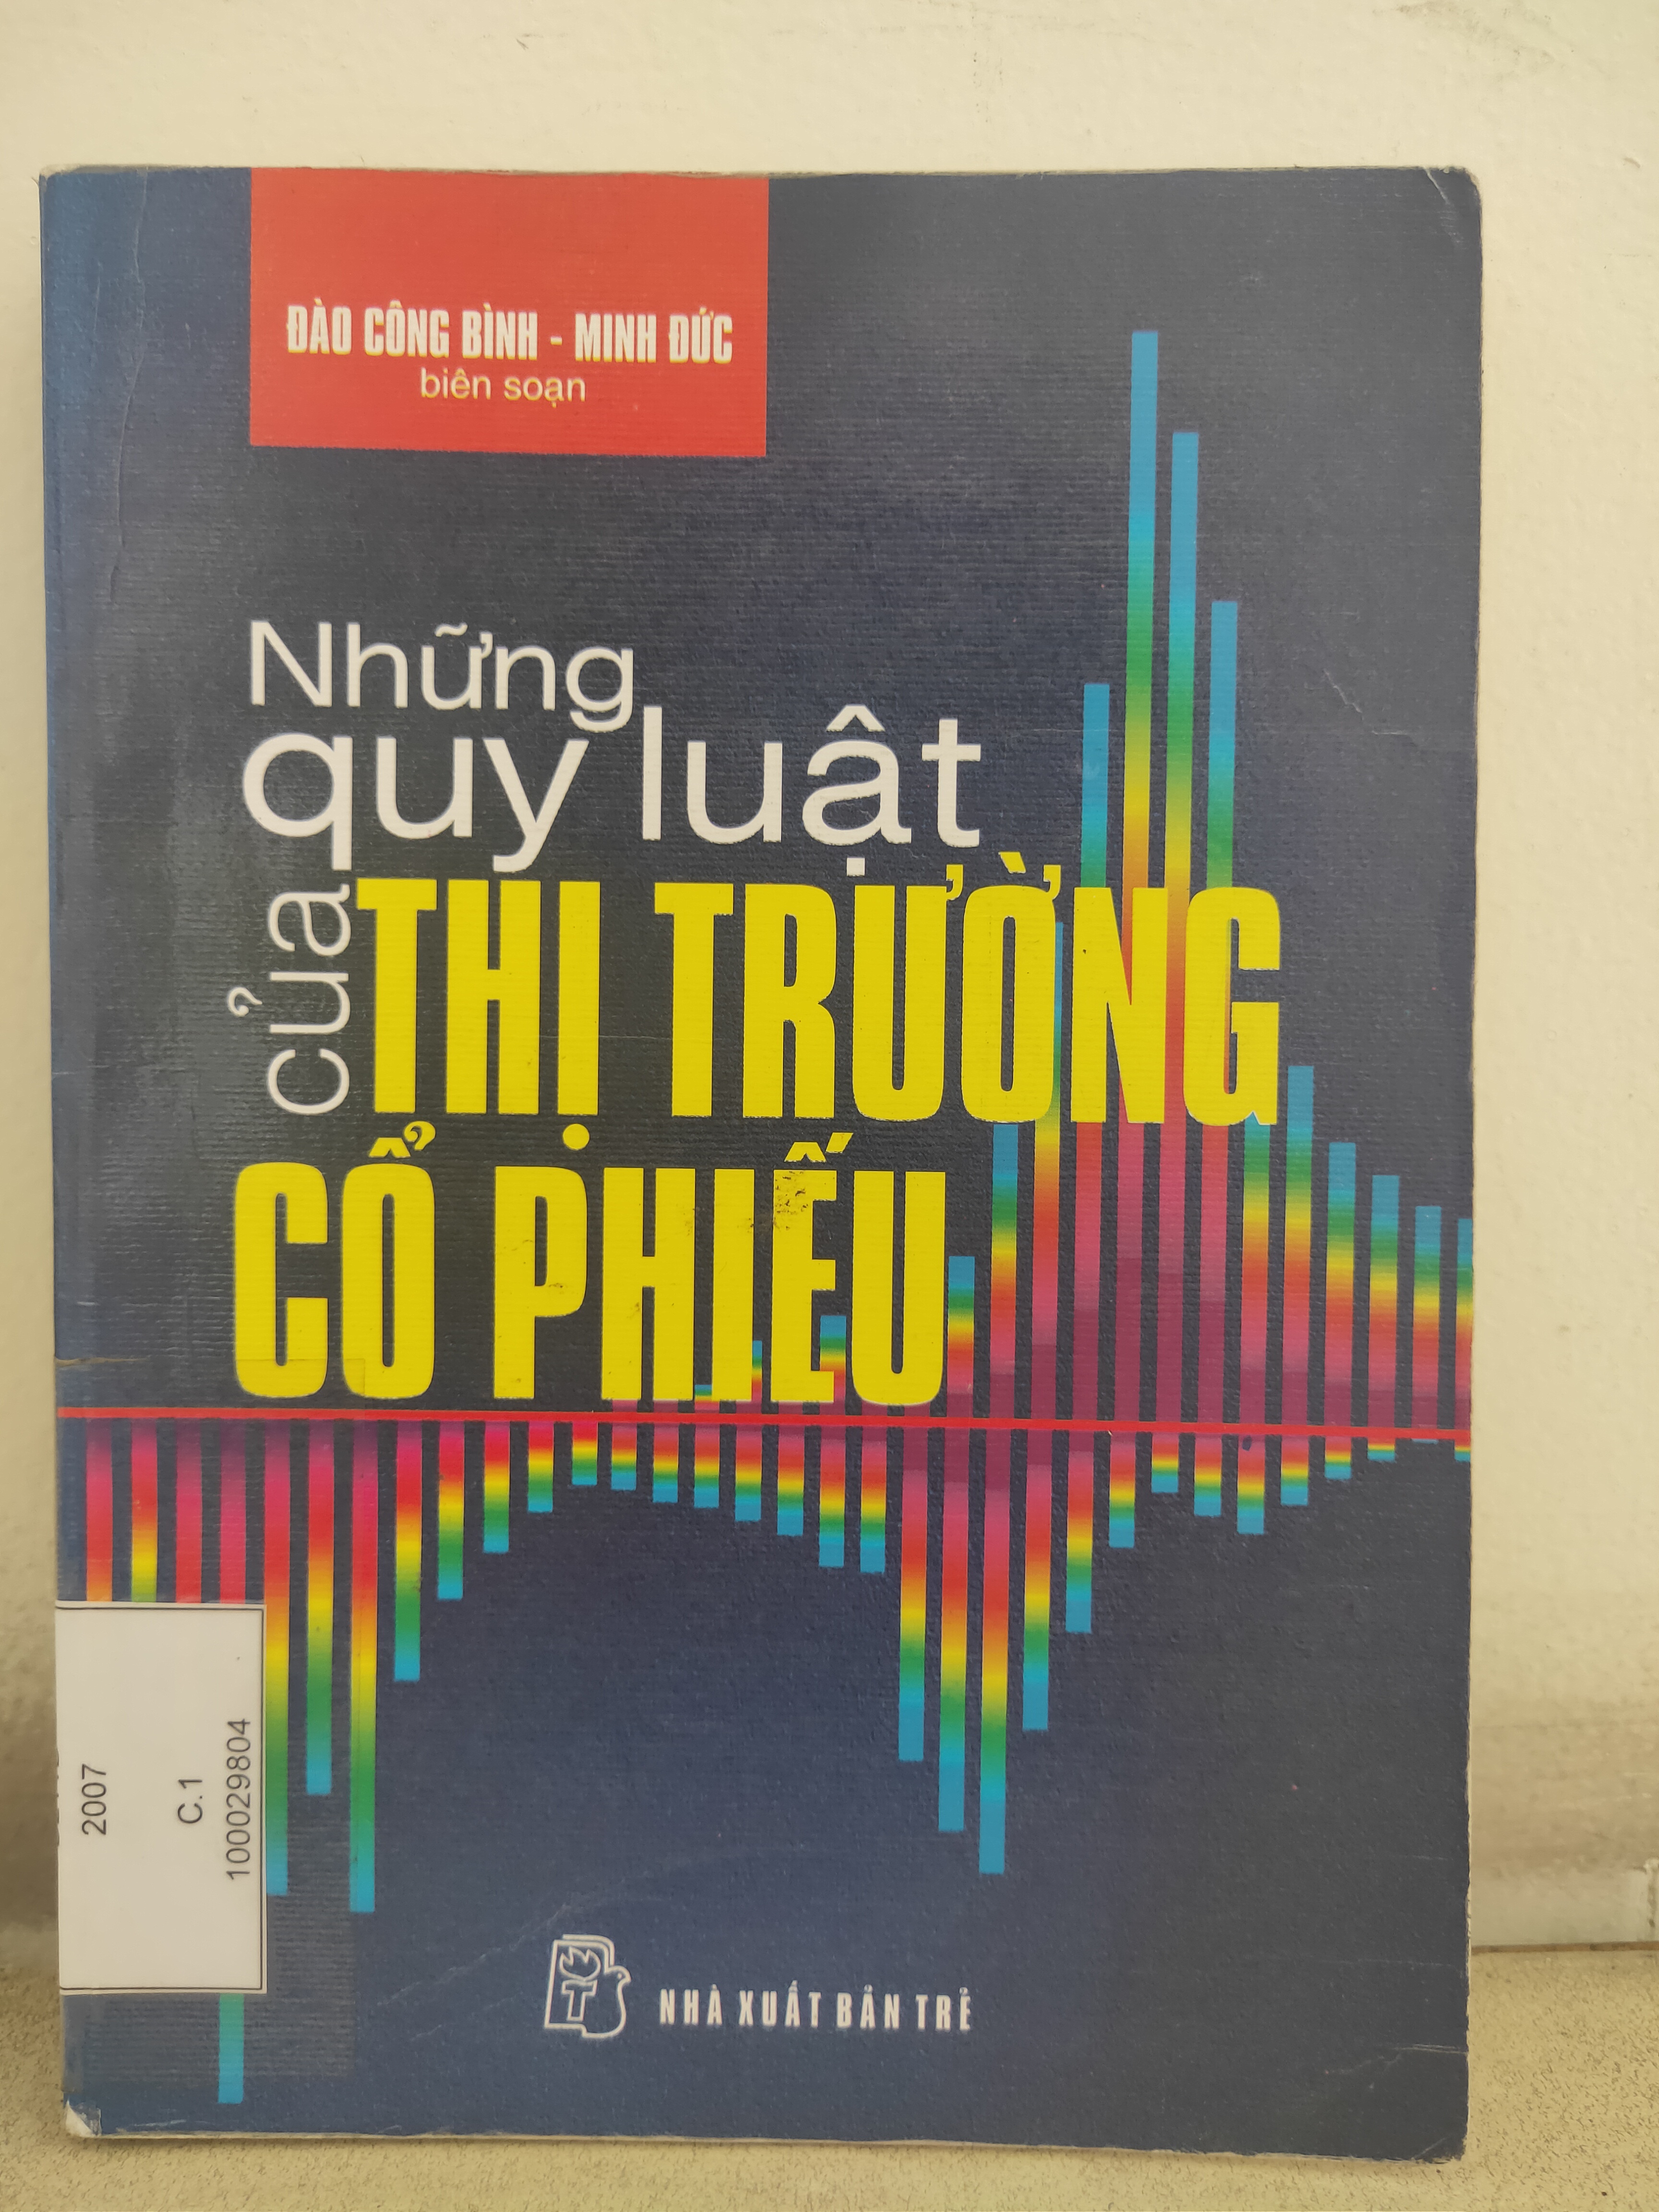 ĐÀO CÔNG BÌNH - MINH ĐỨC
biên soạn
Những
quy luật
của
THỊ TRƯỜNG
CỔ PHIẾU
2007
C.1
100029804
NHÀ XUẤT BẢN TRẺ